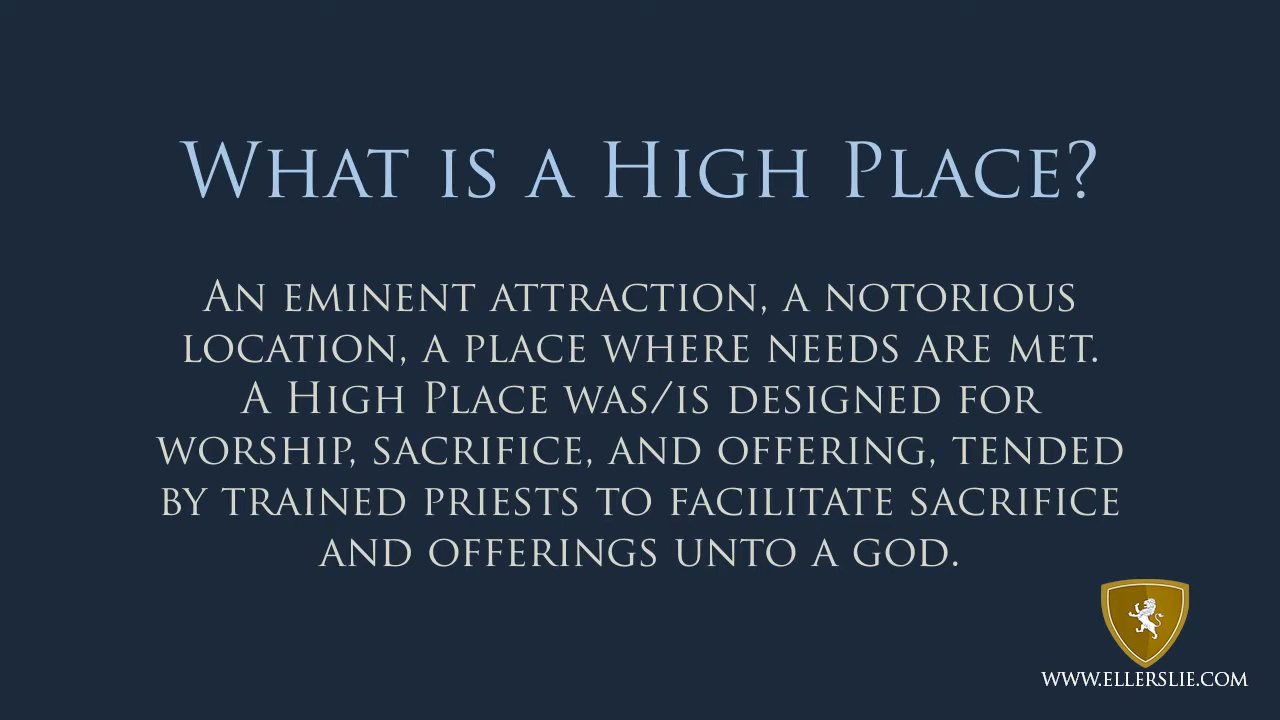 What is a High Place?
An eminent attraction, a notorious
location, a place where needs are met.
A High Place was/is designed for
worship, sacrifice, and offering, tended
by trained priests to facilitate sacrifice
and offerings unto a god.
www.ellerslie.com